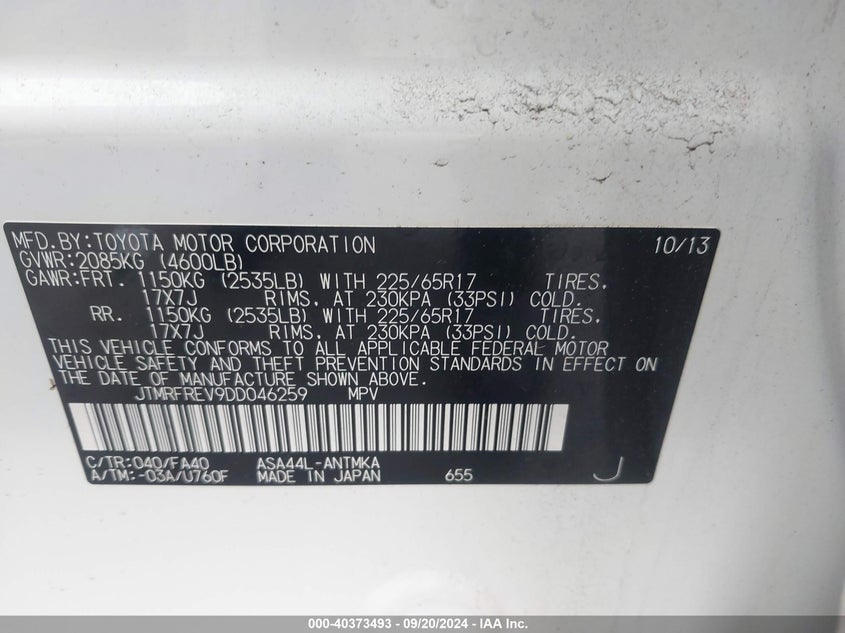 MFD.BY:TOYOTA MOTOR CORPORATION 10/13
GVWR:2085KG (4600LB)
GAWR:FRT. 1150KG (2535LB) WITH 225/65R17 TIRES,
17X7J RIMS, AT 230KPA (33PSI) COLD.
RR. 1150KG (2535LB) WITH 225/65R17 TIRES,
17X7J RIMS, AT 230KPA (33PSI) COLD.
THIS VEHICLE CONFORMS TO ALL APPLICABLE FEDERAL MOTOR
VEHICLE SAFETY AND THEFT PREVENTION STANDARDS IN EFFECT ON
THE DATE OF MANUFACTURE SHOWN ABOVE.
JTMRFREV9DD046259 MPV
C/TR:040/FA40 ASA44L-ANTMKA
A/TM:-03A/U760F MADE IN JAPAN 655 J
000-40373493 - 09/20/2024 - IAA Inc.